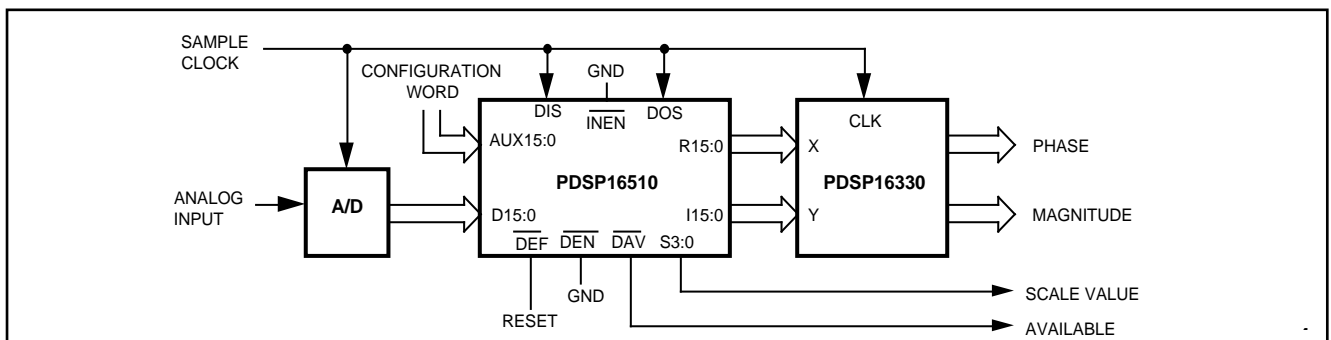 SAMPLE
CLOCK
CONFIGURATION
WORD
GND
DIS
INEN
DOS
CLK
AUX15:0
R15:0
X
PHASE
PDSP16510
PDSP16330
ANALOG
INPUT
A/D
D15:0
I15:0
Y
MAGNITUDE
DEF DEN DAV S3:0
GND
RESET
SCALE VALUE
AVAILABLE